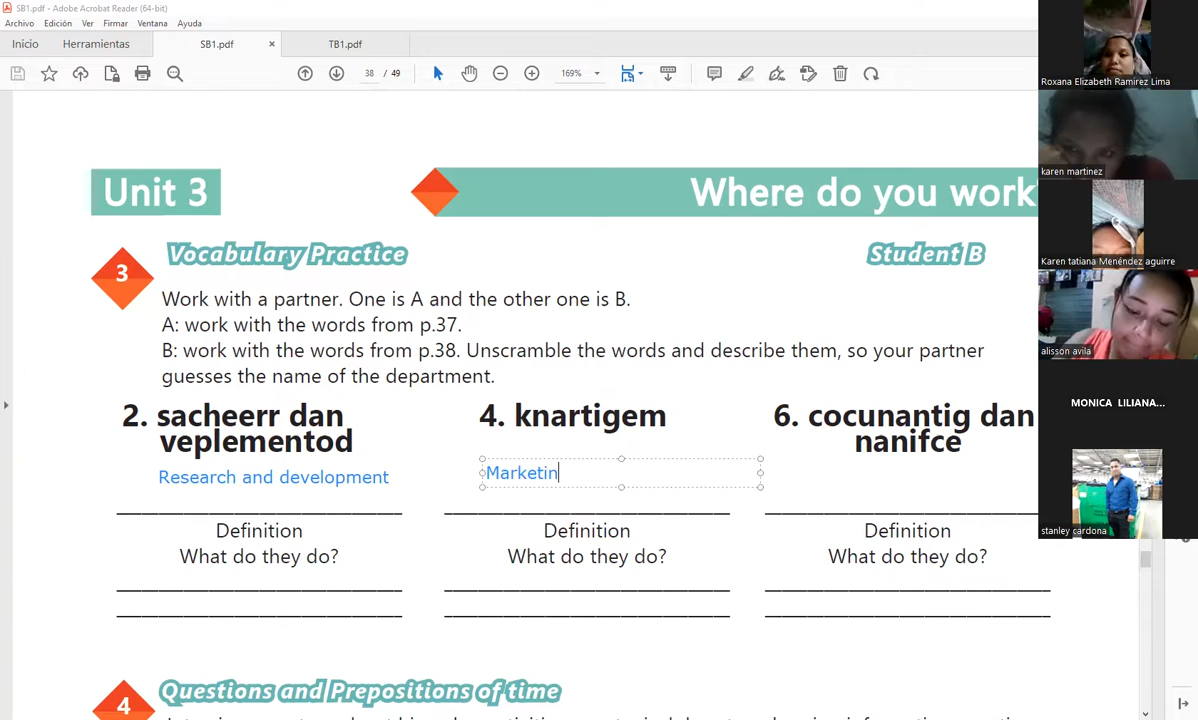 SB1.pdf - Adobe Acrobat Reader (64-bit)
Archivo Edición Ver Firmar Ventana Ayuda
Inicio Herramientas SB1.pdf × TB1.pdf
38 / 49 169%
Unit 3
Where do you work
3
Vocabulary Practice
Student B
Work with a partner. One is A and the other one is B.
A: work with the words from p.37.
B: work with the words from p.38. Unscramble the words and describe them, so your partner
guesses the name of the department.
2. sacheerr dan
veplementod
Research and development
Definition
What do they do?
4. knartigem
Marketin
Definition
What do they do?
6. cocunantig dan
nanifce
Definition
What do they do?
4
Questions and Prepositions of time
Roxana Elizabeth Ramirez Lima
karen martinez
Karen tatiana Menéndez aguirre
alisson avila
MONICA LILIANA...
stanley cardona